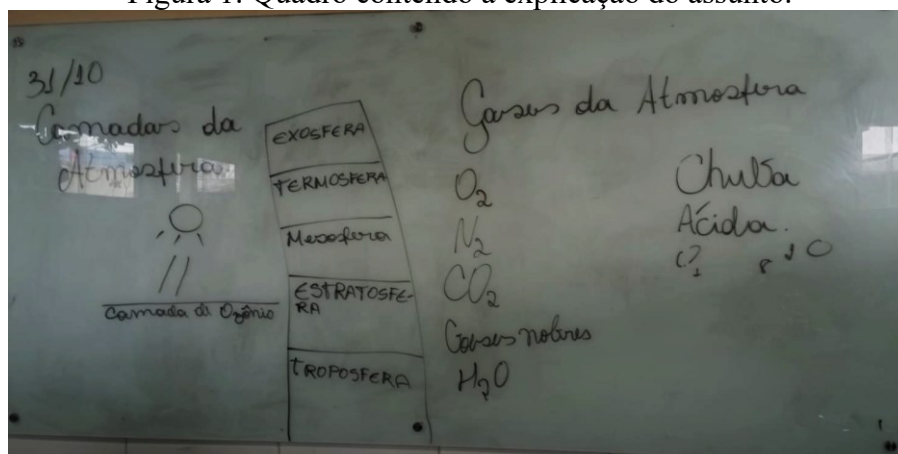 Figura 1: Quadro contendo a explicação do assunto.
31/10
Camadas da
Atmosfera
Camada di Ozônio
EXOSFERA
TERMOSFERA
Mesosfera
ESTRATOSFE-
RA
TROPOSFERA
Gases da Atmosfera
O2
N2
CO2
Gases nobres
H2O
Chuva
Ácida.